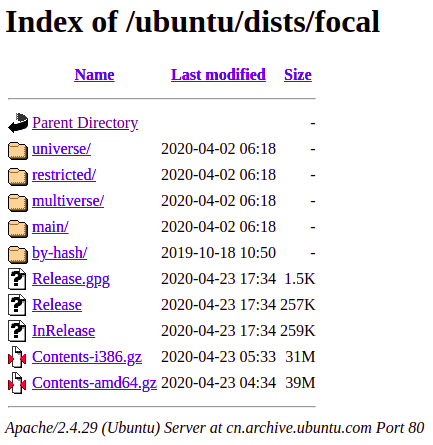 Index of /ubuntu/dists/focal
Name Last modified Size
Parent Directory -
universe/ 2020-04-02 06:18 -
restricted/ 2020-04-02 06:18 -
multiverse/ 2020-04-02 06:18 -
main/ 2020-04-02 06:18 -
by-hash/ 2019-10-18 10:50 -
Release.gpg 2020-04-23 17:34 1.5K
Release 2020-04-23 17:34 257K
InRelease 2020-04-23 17:34 259K
Contents-i386.gz 2020-04-23 05:33 31M
Contents-amd64.gz 2020-04-23 04:34 39M
Apache/2.4.29 (Ubuntu) Server at cn.archive.ubuntu.com Port 80